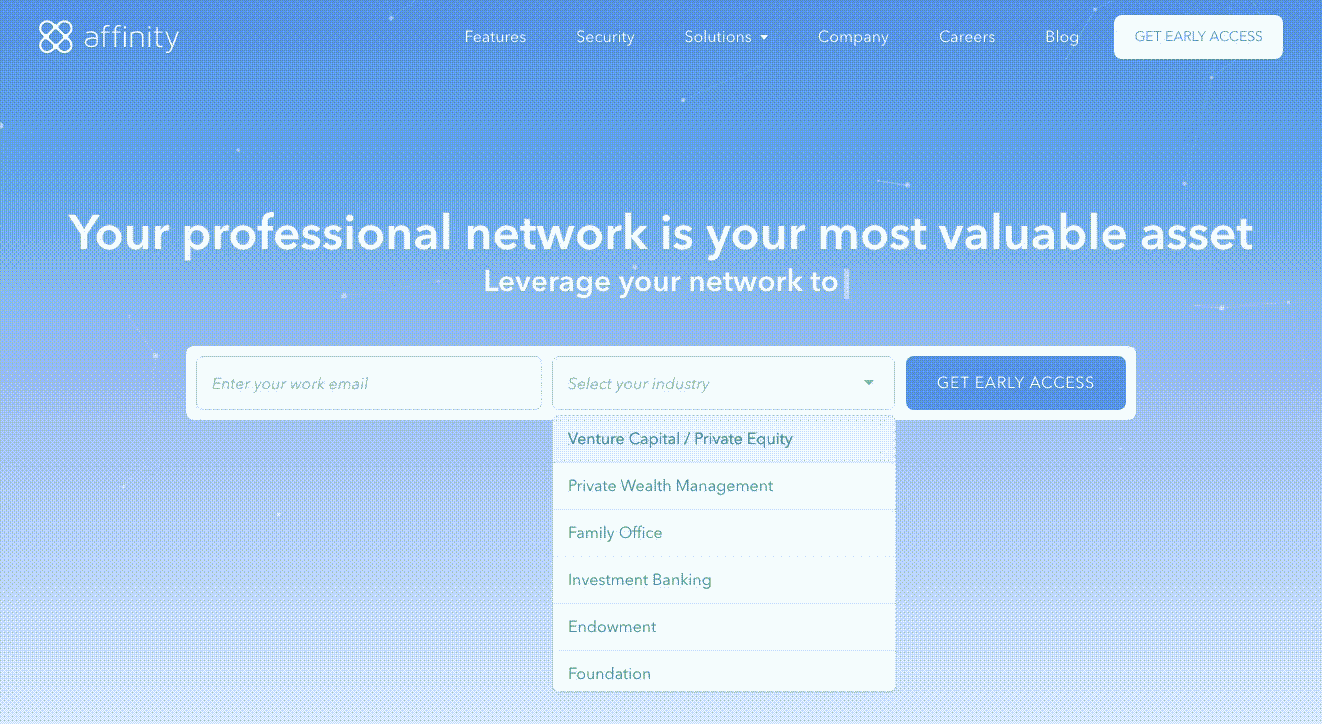 affinity
Features Security Solutions Company Careers Blog GET EARLY ACCESS
Your professional network is your most valuable asset
Leverage your network to
Enter your work email Select your industry GET EARLY ACCESS
Venture Capital / Private Equity
Private Wealth Management
Family Office
Investment Banking
Endowment
Foundation